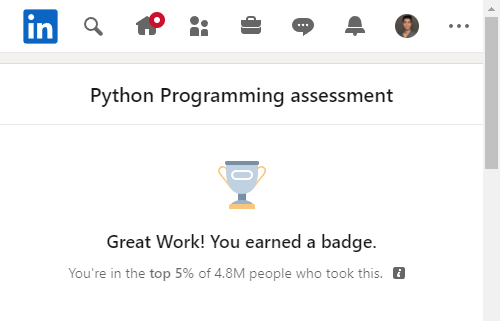 in
Python Programming assessment
Great Work! You earned a badge.
You're in the top 5% of 4.8M people who took this.